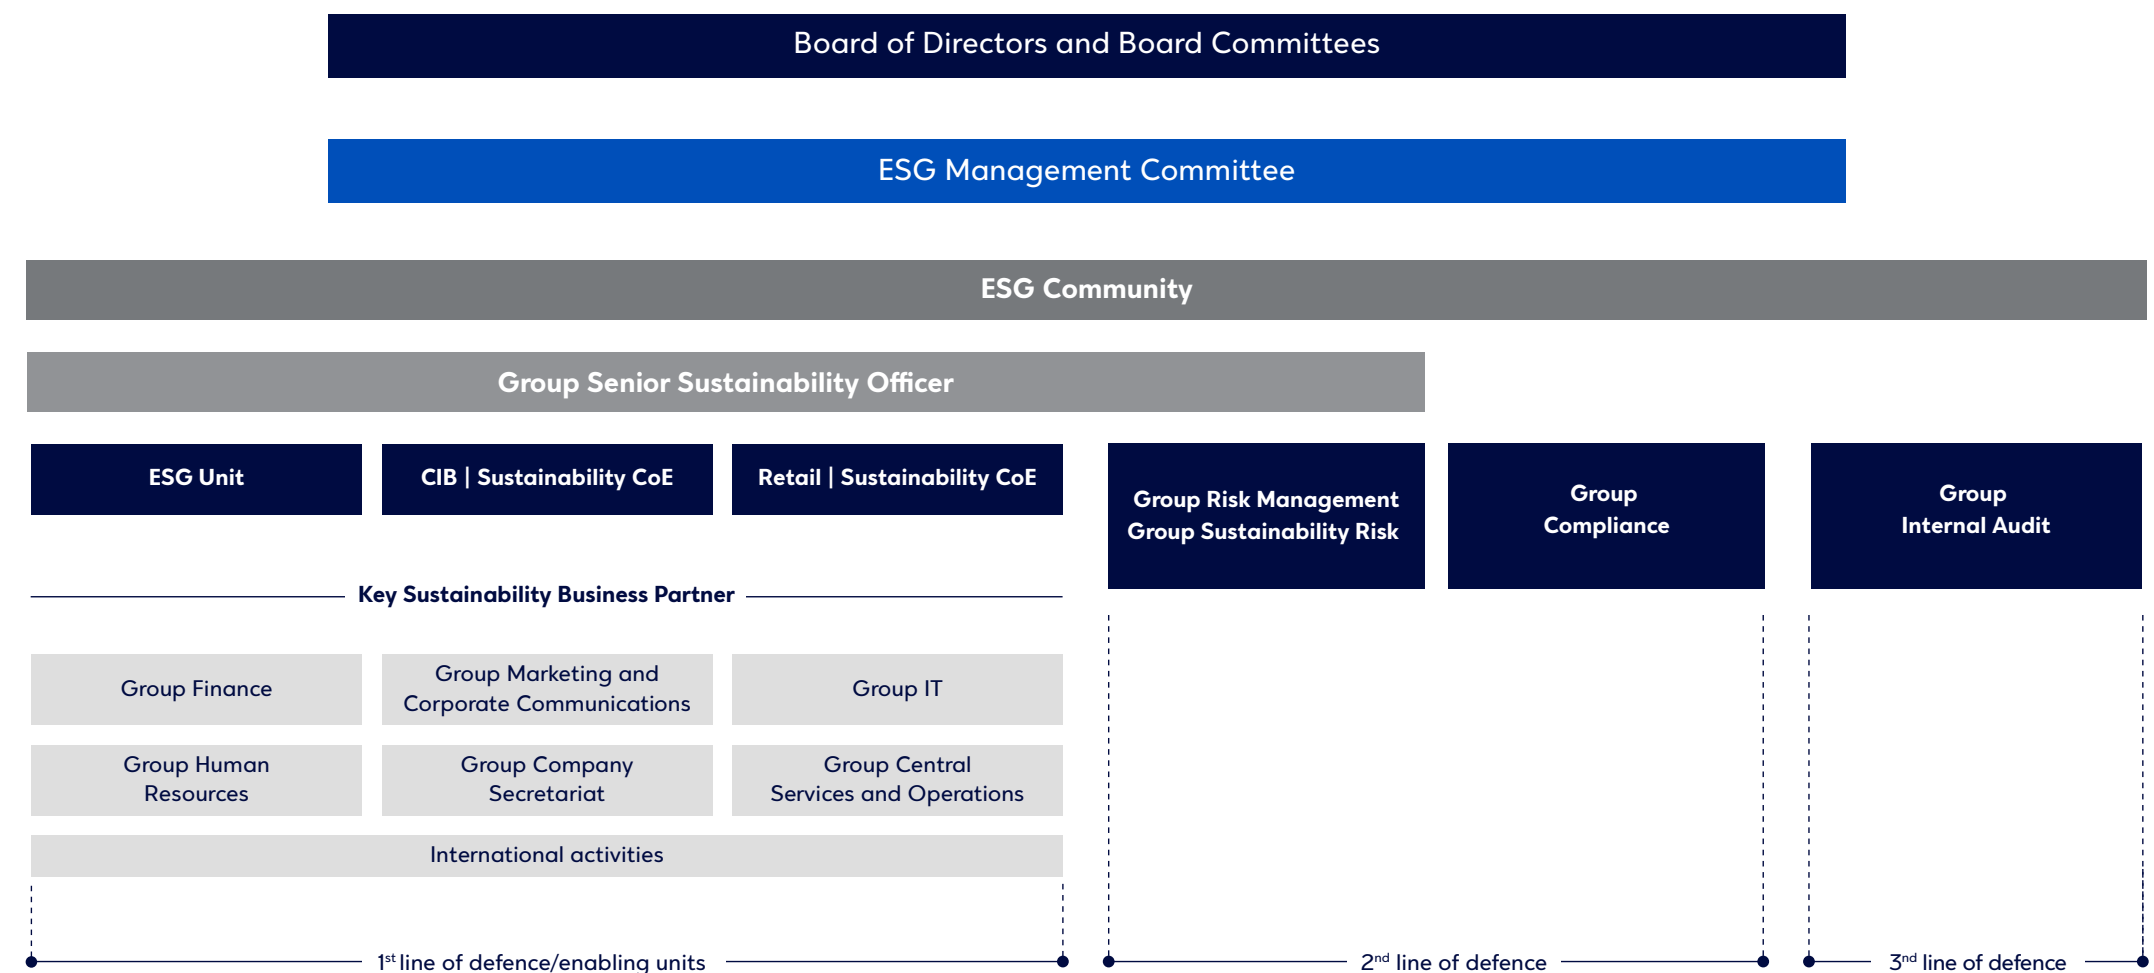 Board of Directors and Board Committees
ESG Management Committee
ESG Community
Group Senior Sustainability Officer
ESG Unit
CIB | Sustainability CoE
Retail | Sustainability CoE
Group Risk Management
Group Sustainability Risk
Group
Compliance
Group
Internal Audit
Key Sustainability Business Partner
Group Finance
Group Marketing and
Corporate Communications
Group IT
Group Human
Resources
Group Company
Secretariat
Group Central
Services and Operations
International activities
1st line of defence/enabling units
2nd line of defence
3nd line of defence